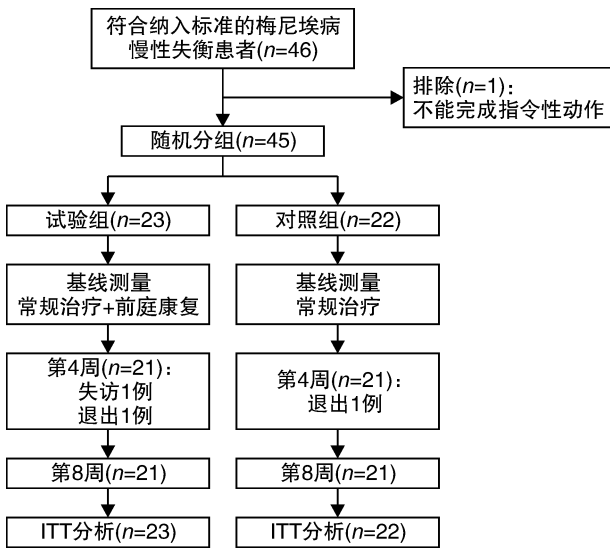 符合纳入标准的梅尼埃病
慢性失衡患者(n=46)
排除(n=1)：
不能完成指令性动作
随机分组(n=45)
试验组(n=23)
对照组(n=22)
基线测量
常规治疗+前庭康复
基线测量
常规治疗
第4周(n=21)：
失访1例
退出1例
第4周(n=21)：
退出1例
第8周(n=21)
第8周(n=21)
ITT分析(n=23)
ITT分析(n=22)